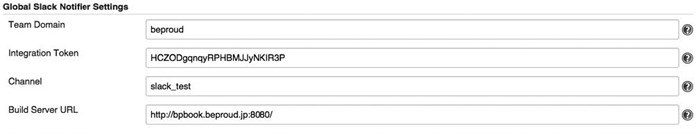 Global Slack Notifier Settings
Team Domain
beproud
Integration Token
HCZODgqnqyRPHBMJJyNKIR3P
Channel
slack_test
Build Server URL
http://bpbook.beproud.jp:8080/